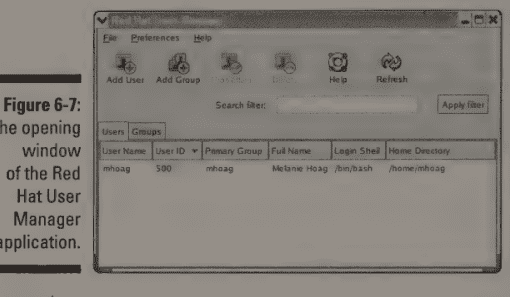 Figure 6-7:
he opening
window
of the Red
Hat User
Manager
application.
Red Hat User Manager
File Preferences Help
Add User Add Group Help Refresh
Search filter: Apply filter
Users Groups
User Name User ID Primary Group Full Name Login Shell Home Directory
mhoag 500 mhoag Melanie Hoag /bin/bash /home/mhoag